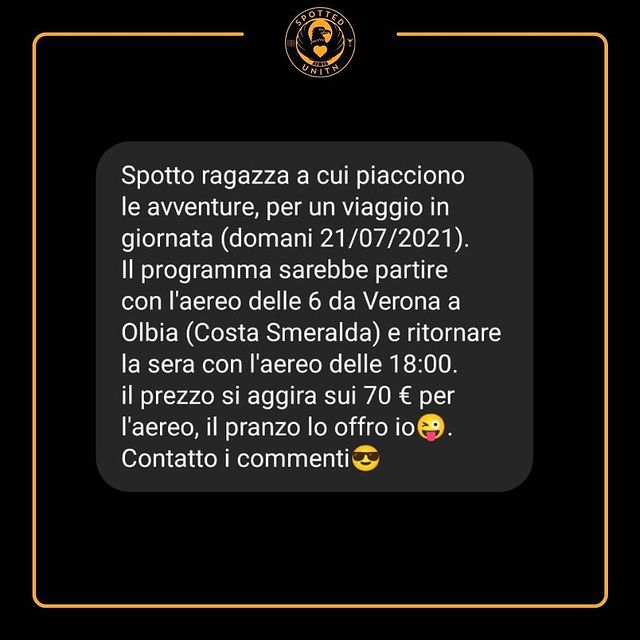 SPOTTED
UNITN
Spotto ragazza a cui piacciono
le avventure, per un viaggio in
giornata (domani 21/07/2021).
Il programma sarebbe partire
con l'aereo delle 6 da Verona a
Olbia (Costa Smeralda) e ritornare
la sera con l'aereo delle 18:00.
il prezzo si aggira sui 70 € per
l'aereo, il pranzo lo offro io😜.
Contatto i commenti😎